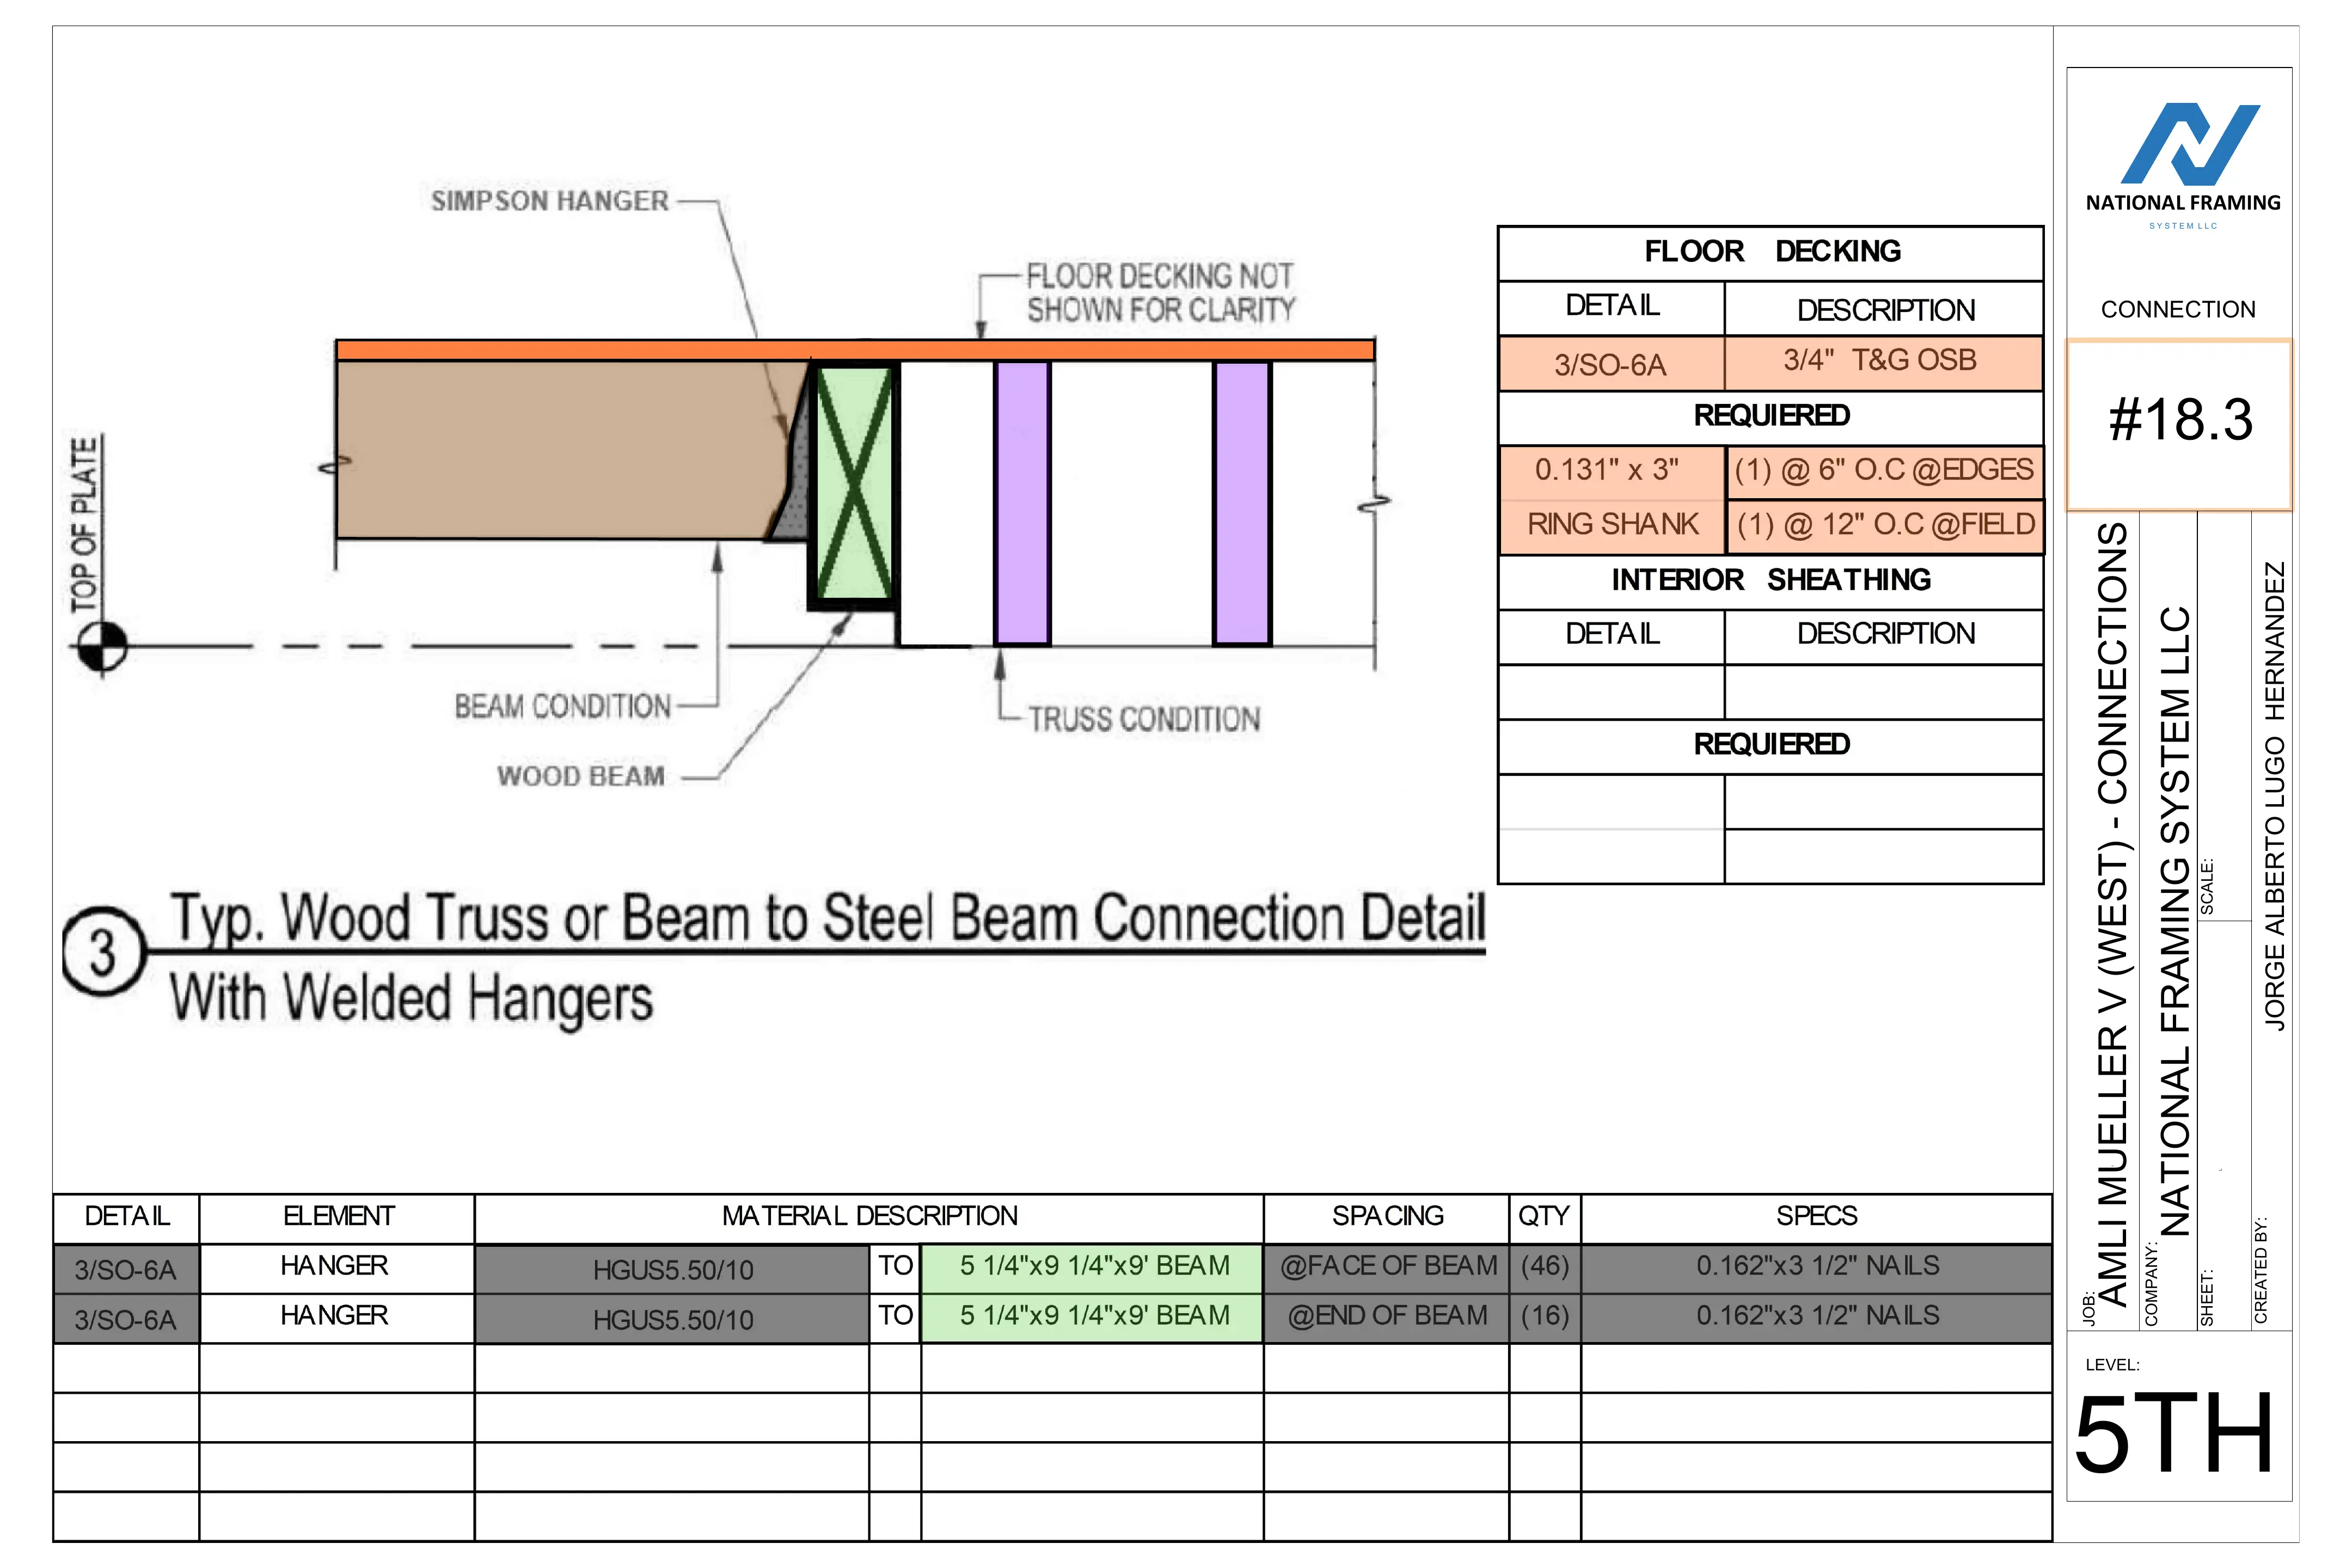 SIMPSON HANGER
FLOOR DECKING NOT
SHOWN FOR CLARITY
TOP OF PLATE
BEAM CONDITION
TRUSS CONDITION
WOOD BEAM
3
Typ. Wood Truss or Beam to Steel Beam Connection Detail
With Welded Hangers
FLOOR DECKING
DETAIL DESCRIPTION
3/SO-6A 3/4" T&G OSB
REQUIERED
0.131" x 3" (1) @ 6" O.C @EDGES
RING SHANK (1) @ 12" O.C @FIELD
INTERIOR SHEATHING
DETAIL DESCRIPTION
REQUIERED
DETAIL ELEMENT MATERIAL DESCRIPTION SPACING QTY SPECS
3/SO-6A HANGER HGUS5.50/10 TO 5 1/4"x9 1/4"x9' BEAM @FACE OF BEAM (46) 0.162"x3 1/2" NAILS
3/SO-6A HANGER HGUS5.50/10 TO 5 1/4"x9 1/4"x9' BEAM @END OF BEAM (16) 0.162"x3 1/2" NAILS
NATIONAL FRAMING
SYSTEM LLC
CONNECTION
#18.3
JOB:
AMLI MUELLER V (WEST) - CONNECTIONS
COMPANY:
NATIONAL FRAMING SYSTEM LLC
SCALE:
SHEET:
CREATED BY:
JORGE ALBERTO LUGO HERNANDEZ
LEVEL:
5TH